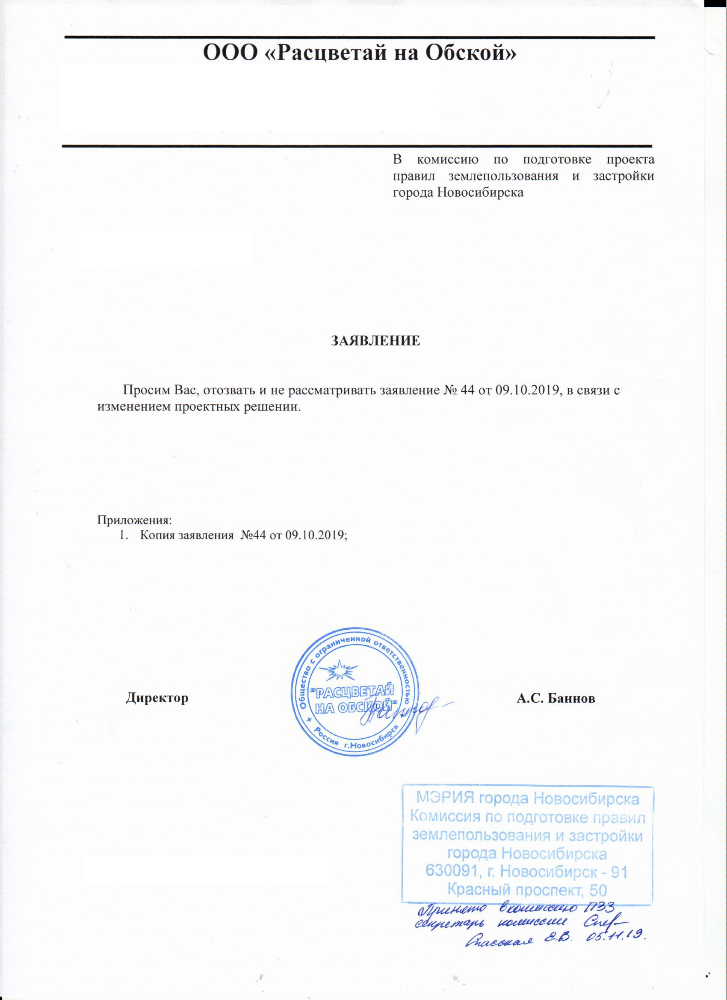 ООО «Расцветай на Обской»
В комиссию по подготовке проекта
правил землепользования и застройки
города Новосибирска
ЗАЯВЛЕНИЕ
Просим Вас, отозвать и не рассматривать заявление № 44 от 09.10.2019, в связи с
изменением проектных решении.
Приложения:
1. Копия заявления №44 от 09.10.2019;
Общество с ограниченной ответственностью
"РАСЦВЕТАЙ
НА ОБСКОЙ"
Россия г.Новосибирск
Директор
А.С. Баннов
МЭРИЯ города Новосибирска
Комиссия по подготовке правил
землепользования и застройки
города Новосибирска
630091, г. Новосибирск - 91
Красный проспект, 50
Принято в комиссию ПЗЗ
секретарь комиссии
Спасская Е.В. 05.11.19.